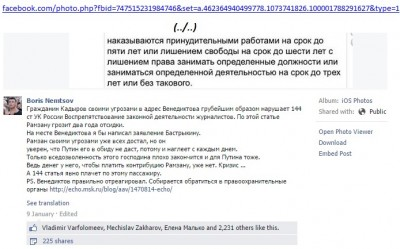 facebook.com/photo.php?fbid=747515231984746&set=a.462364940499778.1073741826.100001788291627&type=1
(../..)
наказываются принудительными работами на срок до
пяти лет или лишением свободы на срок до шести лет с
лишением права занимать определенные должности или
заниматься определенной деятельностью на срок до трех
лет или без такового.
Boris Nemtsov
Гражданин Кадыров своими угрозами в адрес Венедиктова грубейшим образом нарушает 144
ст УК России Воспрепятствование законной деятельности журналистов. По этой статье
Рамзану грозит два года отсидки.
На месте Венедиктова я бы написал заявление Бастрыкину.
Рамзан своими угрозами уже всех достал, но он
уверен, что Путин его в обиду не даст, потому и наглеет с каждым днем.
Только вседозволенность этого господина плохо закончится и для Путина тоже.
Ведь денег у него, чтобы платить контрибуцию Рамзану, уже нет. Кризис ...
А 144 статья явно плачет по этому персонажу.
PS. Венедиктов правильно отреагировал. Собирается обратиться в правоохранительные
органы http://echo.msk.ru/blog/aav/1470814-echo/
See translation
9 January · Edited
Vladimir Varfolomeev, Mechislav Zakharov, Елена Малько and 2,231 others like this.
225 shares
Album: iOS Photos
Shared with: Public
Open Photo Viewer
Download
Embed Post